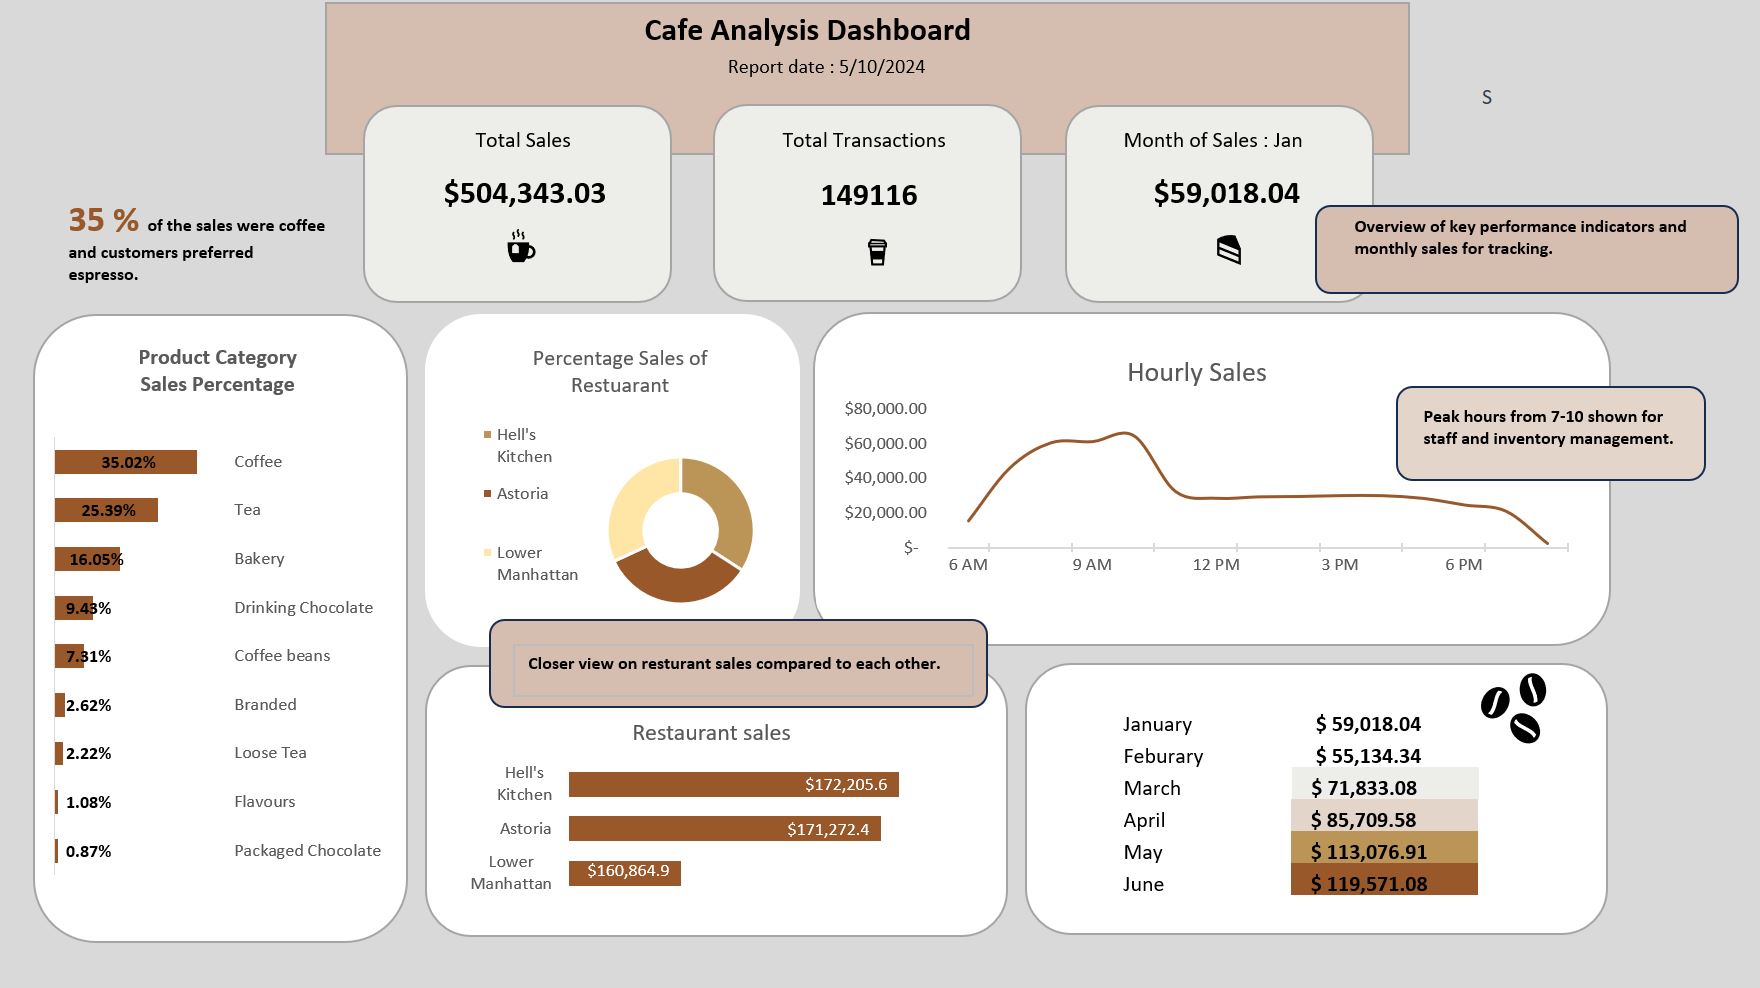 Cafe Analysis Dashboard
Report date : 5/10/2024
S
Total Sales
$504,343.03
Total Transactions
149116
Month of Sales : Jan
$59,018.04
35 % of the sales were coffee
and customers preferred
espresso.
Overview of key performance indicators and
monthly sales for tracking.
Product Category
Sales Percentage
35.02% Coffee
25.39% Tea
16.05% Bakery
9.43% Drinking Chocolate
7.31% Coffee beans
2.62% Branded
2.22% Loose Tea
1.08% Flavours
0.87% Packaged Chocolate
Percentage Sales of
Restuarant
Hell's
Kitchen
Astoria
Lower
Manhattan
Hourly Sales
$80,000.00
$60,000.00
$40,000.00
$20,000.00
$-
6 AM 9 AM 12 PM 3 PM 6 PM
Peak hours from 7-10 shown for
staff and inventory management.
Closer view on resturant sales compared to each other.
Restaurant sales
Hell's
Kitchen
$172,205.6
Astoria $171,272.4
Lower
Manhattan
$160,864.9
January $ 59,018.04
Feburary $ 55,134.34
March $ 71,833.08
April $ 85,709.58
May $ 113,076.91
June $ 119,571.08